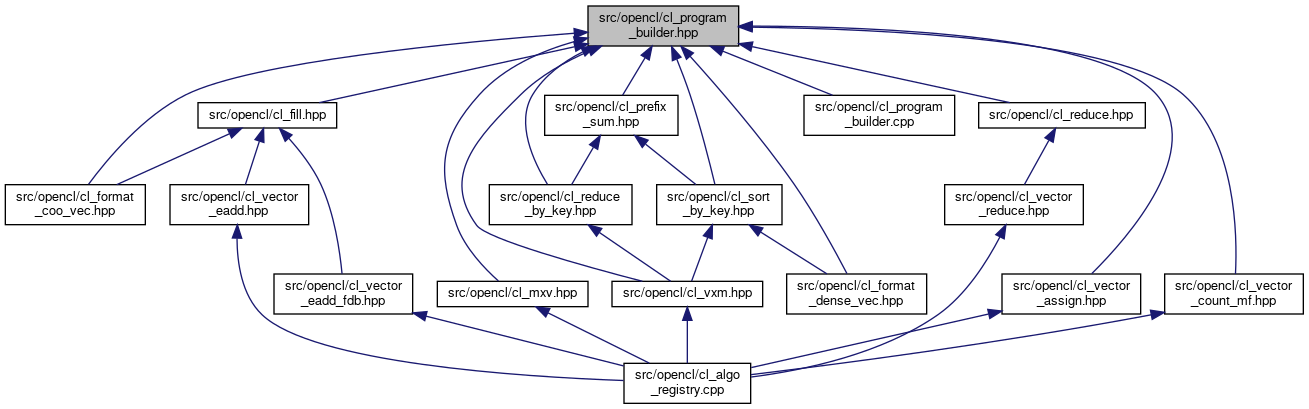 src/opencl/cl_program
_builder.hpp
src/opencl/cl_fill.hpp
src/opencl/cl_prefix
_sum.hpp
src/opencl/cl_program
_builder.cpp
src/opencl/cl_reduce.hpp
src/opencl/cl_format
_coo_vec.hpp
src/opencl/cl_vector
_eadd.hpp
src/opencl/cl_reduce
_by_key.hpp
src/opencl/cl_sort
_by_key.hpp
src/opencl/cl_vector
_reduce.hpp
src/opencl/cl_vector
_eadd_fdb.hpp
src/opencl/cl_mxv.hpp
src/opencl/cl_vxm.hpp
src/opencl/cl_format
_dense_vec.hpp
src/opencl/cl_vector
_assign.hpp
src/opencl/cl_vector
_count_mf.hpp
src/opencl/cl_algo
_registry.cpp